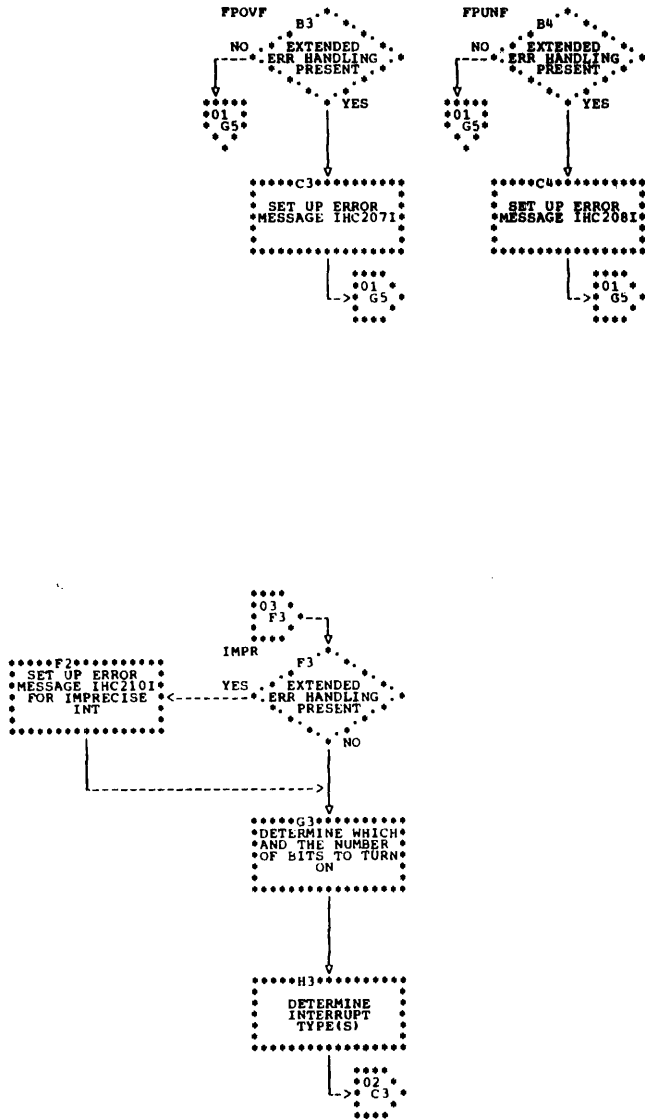 FPOVF
B3
NO
EXTENDED
ERR HANDLING
PRESENT
YES
01
G5
C3
SET UP ERROR
MESSAGE IHC207I
01
G5
FPUNF
B4
NO
EXTENDED
ERR HANDLING
PRESENT
YES
01
G5
C4
SET UP ERROR
MESSAGE IHC208I
01
G5
03
F3
IMPR
F3
YES
EXTENDED
ERR HANDLING
PRESENT
NO
F2
SET UP ERROR
MESSAGE IHC210I
FOR IMPRECISE
INT
G3
DETERMINE WHICH
AND THE NUMBER
OF BITS TO TURN
ON
H3
DETERMINE
INTERRUPT
TYPE(S)
02
C3